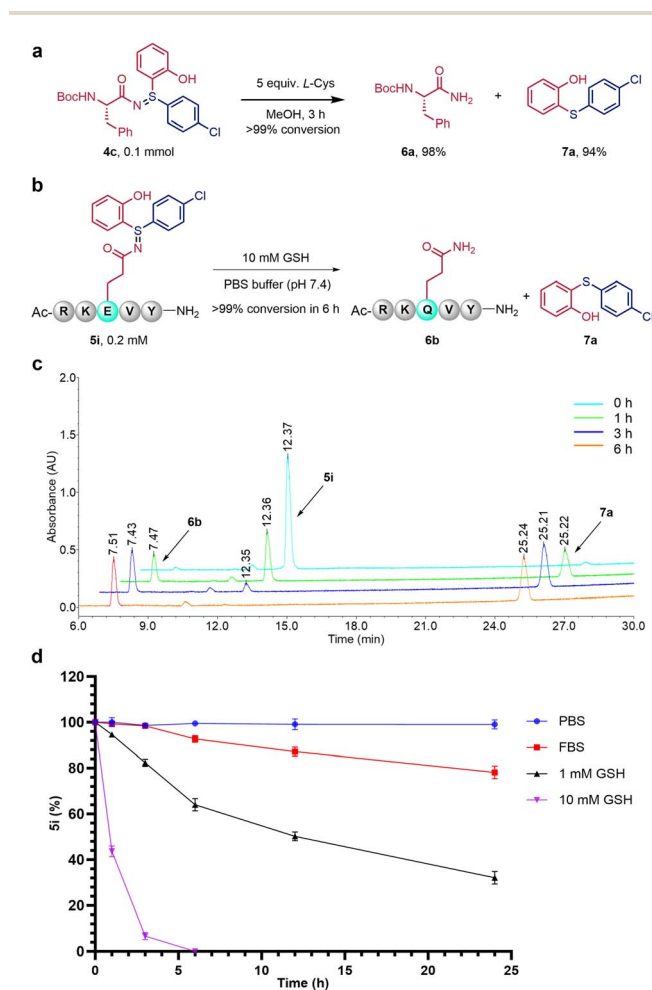 a
OH
BocHN
O
N
S
Ph
Cl
4c, 0.1 mmol
5 equiv. L-Cys
MeOH, 3 h
>99% conversion
BocHN
O
NH2
Ph
6a, 98%
+
OH
S
Cl
7a, 94%
b
OH
Cl
S
N
O
Ac- R K E V Y -NH2
5i, 0.2 mM
10 mM GSH
PBS buffer (pH 7.4)
>99% conversion in 6 h
O
NH2
Ac- R K Q V Y -NH2
6b
+
S
OH
Cl
7a
c
Absorbance (AU)
2.0
1.5
1.0
0.5
0.0
7.51
7.43
7.47
6b
12.35
12.36
12.37
5i
25.24
25.21
25.22
7a
0 h
1 h
3 h
6 h
6.0 9.0 12.0 15.0 18.0 21.0 24.0 27.0 30.0
Time (min)
d
5i (%)
120
100
80
60
40
20
0
0 5 10 15 20 25
Time (h)
PBS
FBS
1 mM GSH
10 mM GSH